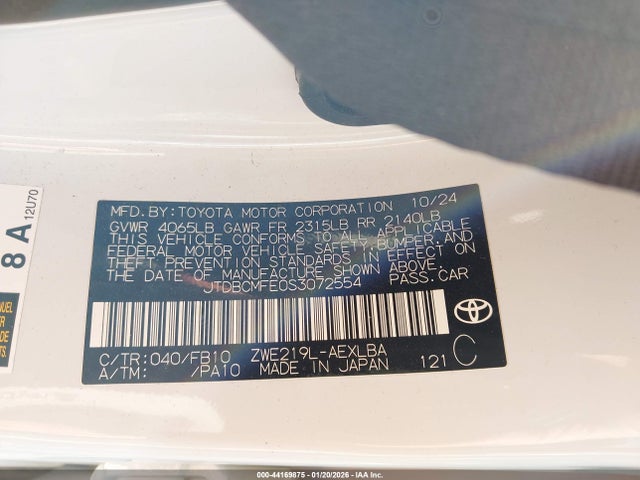 MFD.BY:TOYOTA MOTOR CORPORATION 10/24
GVWR 4065LB GAWR FR 2315LB RR 2140LB
THIS VEHICLE CONFORMS TO ALL APPLICABLE
FEDERAL MOTOR VEHICLE SAFETY,BUMPER,AND
THEFT PREVENTION STANDARDS IN EFFECT ON
THE DATE OF MANUFACTURE SHOWN ABOVE.
JTDBCMFE0S3072554 PASS.CAR
C/TR:040/FB10 ZWE219L-AEXLBA
A/TM: /PA10 MADE IN JAPAN 121 C
8 A
12U70
000-44169875 - 01/20/2026 - IAA Inc.